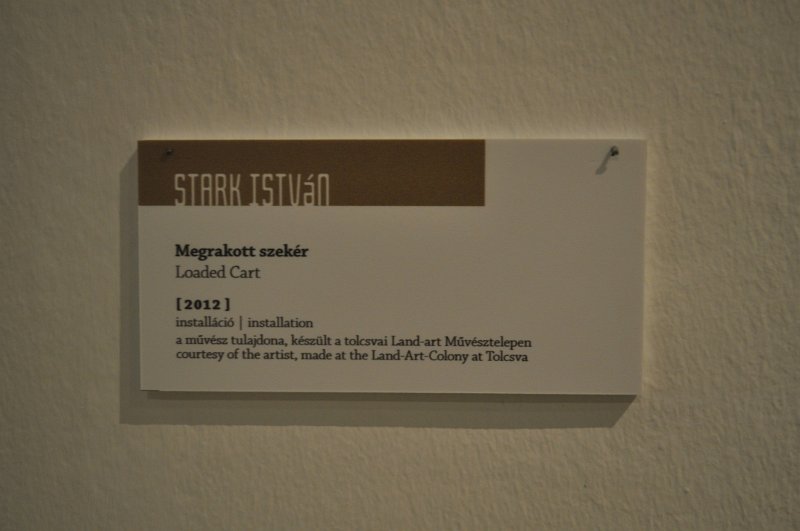 STARK ISTVáN
Megrakott szekér
Loaded Cart
[2012]
installáció | installation
a művész tulajdona, készült a tolcsvai Land-art Művésztelepen
courtesy of the artist, made at the Land-Art-Colony at Tolcsva